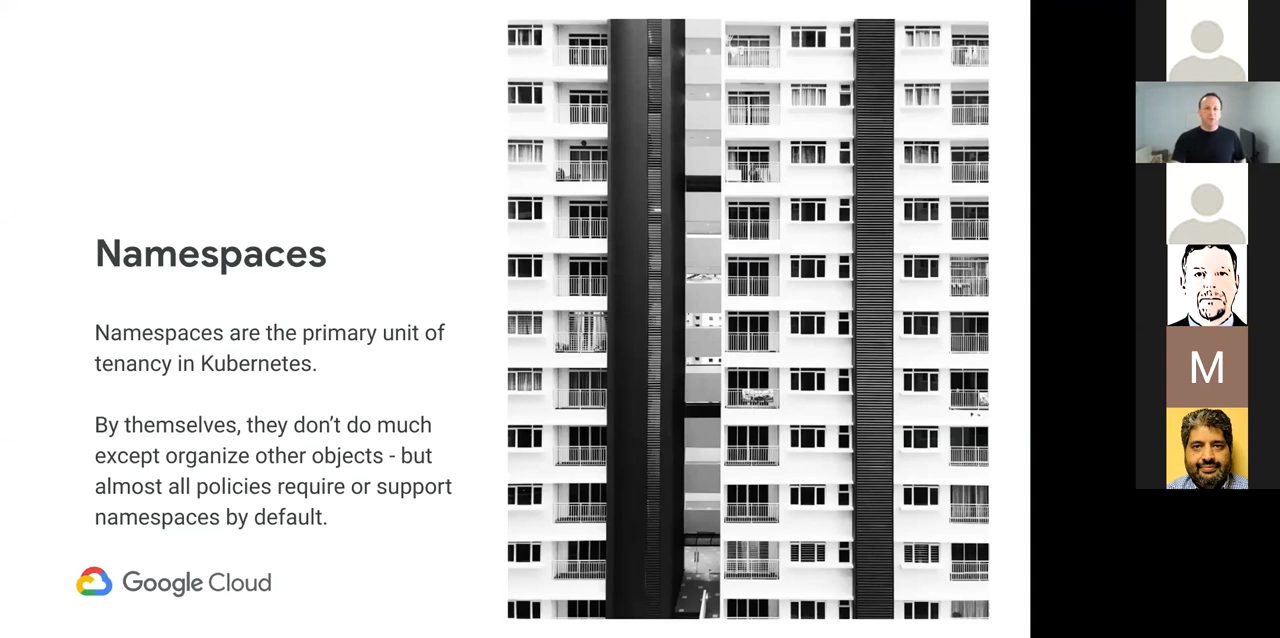 Namespaces
Namespaces are the primary unit of
tenancy in Kubernetes.
By themselves, they don’t do much
except organize other objects - but
almost all policies require or support
namespaces by default.
Google Cloud
M